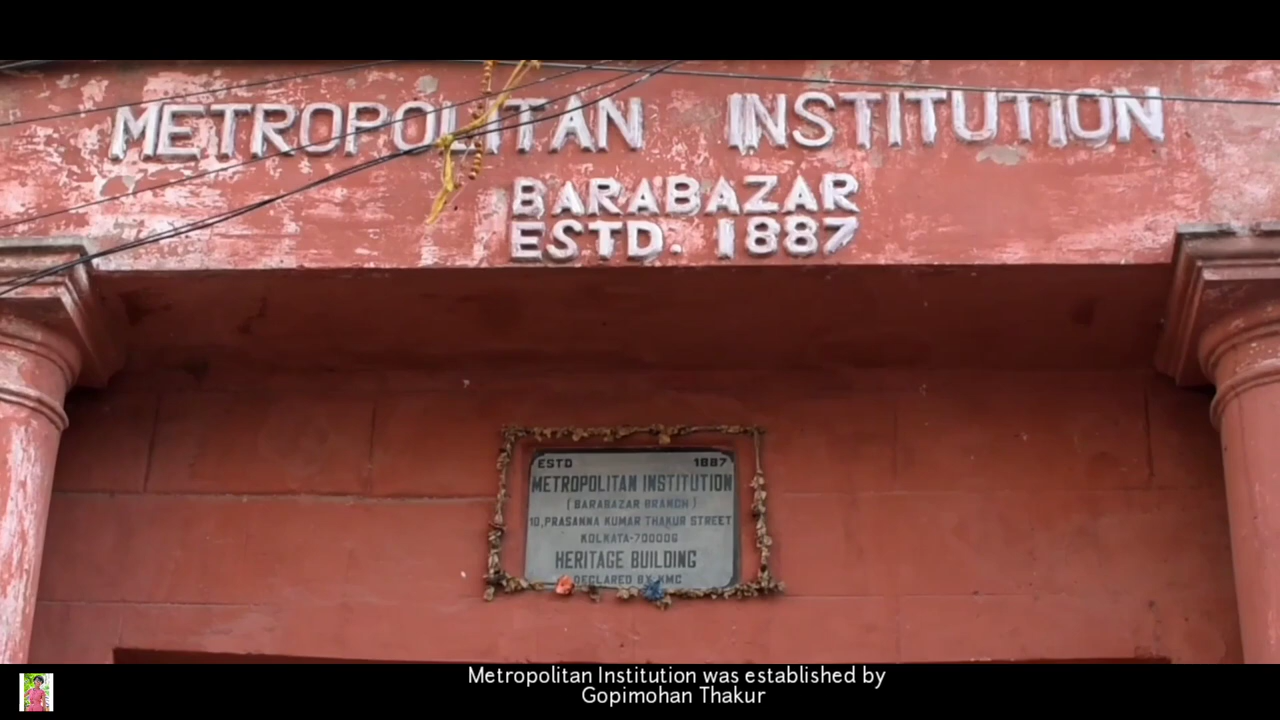 METROPOLITAN INSTITUTION
BARABAZAR
ESTD. 1887
ESTD 1887
METROPOLITAN INSTITUTION
(BARABAZAR BRANCH)
10, PRASANNA KUMAR THAKUR STREET
KOLKATA-700006
HERITAGE BUILDING
DECLARED BY KMC
Metropolitan Institution was established by
Gopimohan Thakur